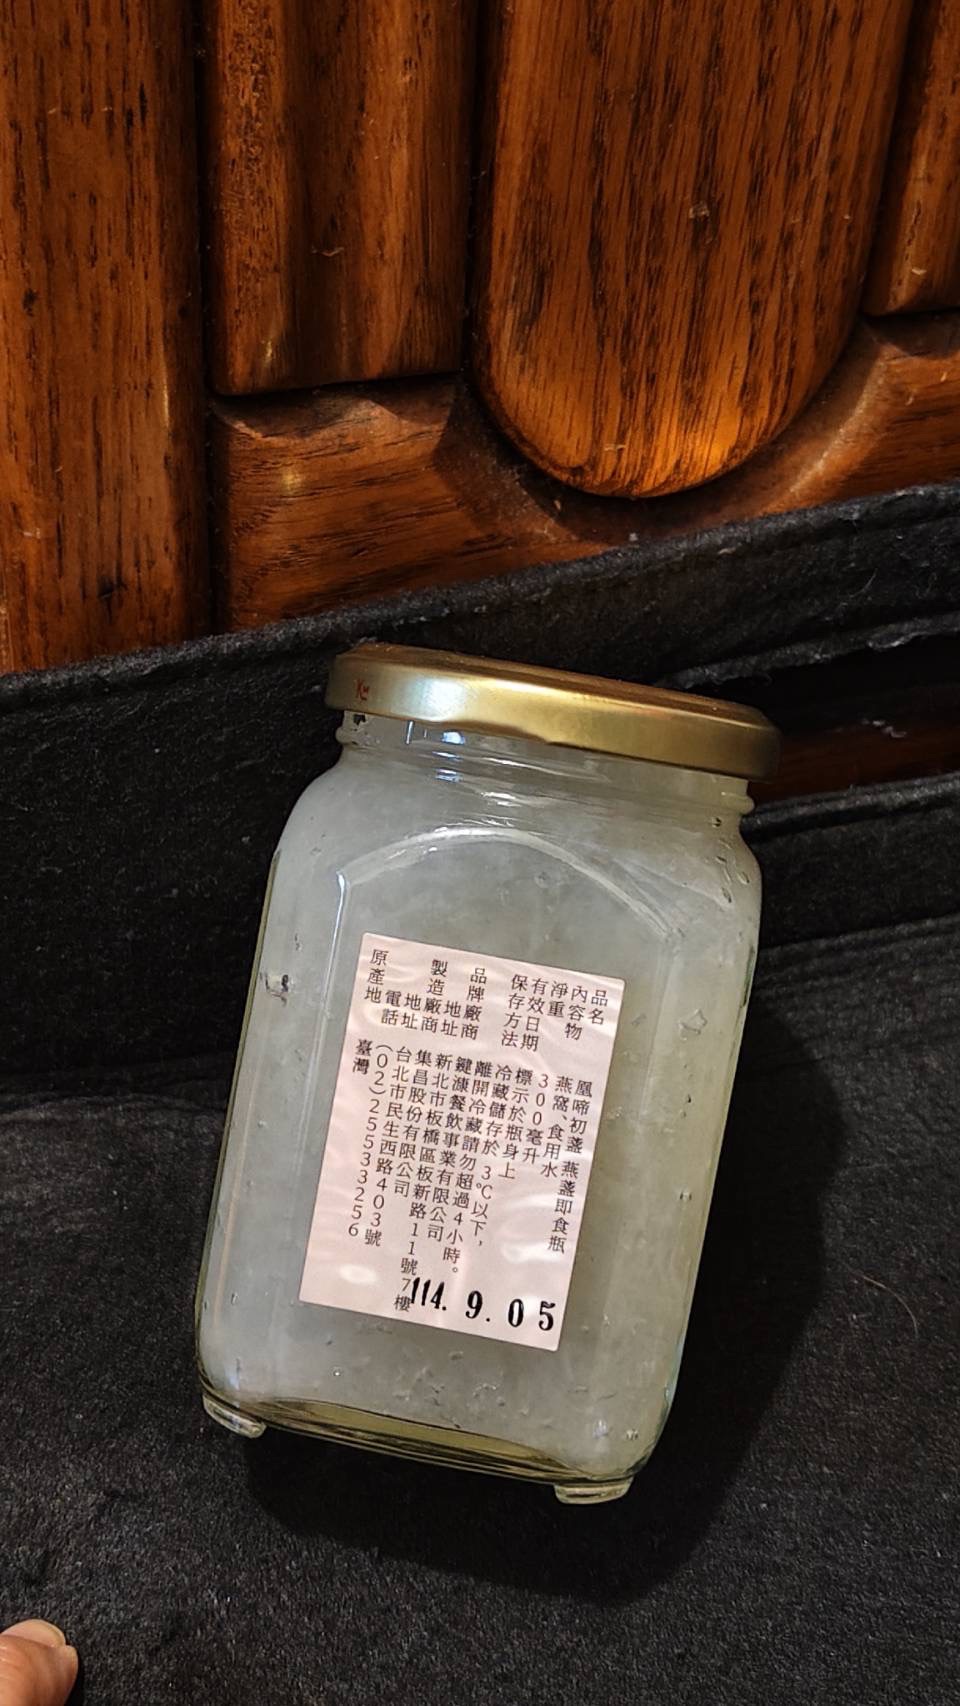 品名 凰啼初盞 燕盞即食瓶
內容物 燕窩、食用水
淨重 300毫升
有效日期 標示於瓶身上
保存方法 冷藏儲存於 3℃以下,
離開冷藏請勿超過4小時。
品牌廠商 鍵溓餐飲事業有限公司
地址 新北市板橋區板新路11號7樓
製造廠商 集昌股份有限公司
地址 台北市民生西路403號
電話 (02)25533256
原產地 臺灣
114. 9. 05